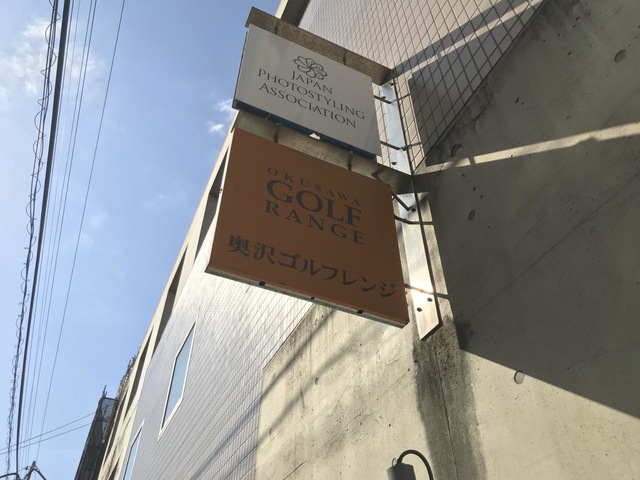 JAPAN
PHOTOSTYLING
ASSOCIATION
OKUSAWA
GOLF
RANGE
奥沢ゴルフレンジ